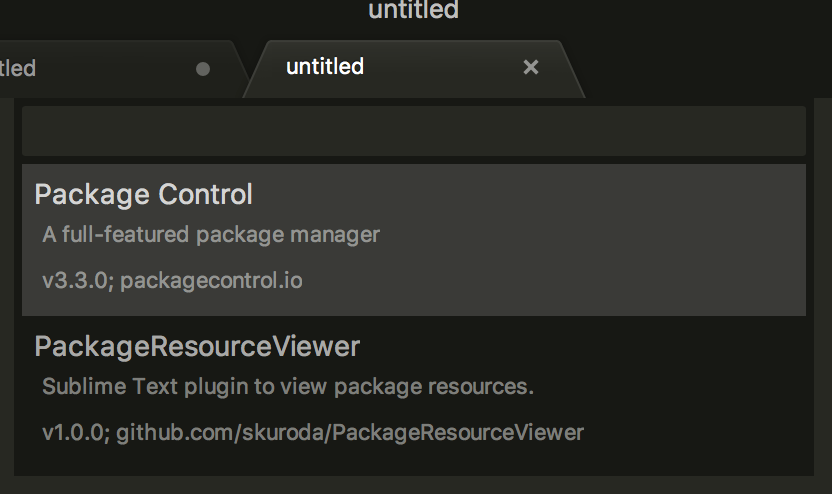 untitled
tled
untitled
Package Control
A full-featured package manager
v3.3.0; packagecontrol.io
PackageResourceViewer
Sublime Text plugin to view package resources.
v1.0.0; github.com/skuroda/PackageResourceViewer